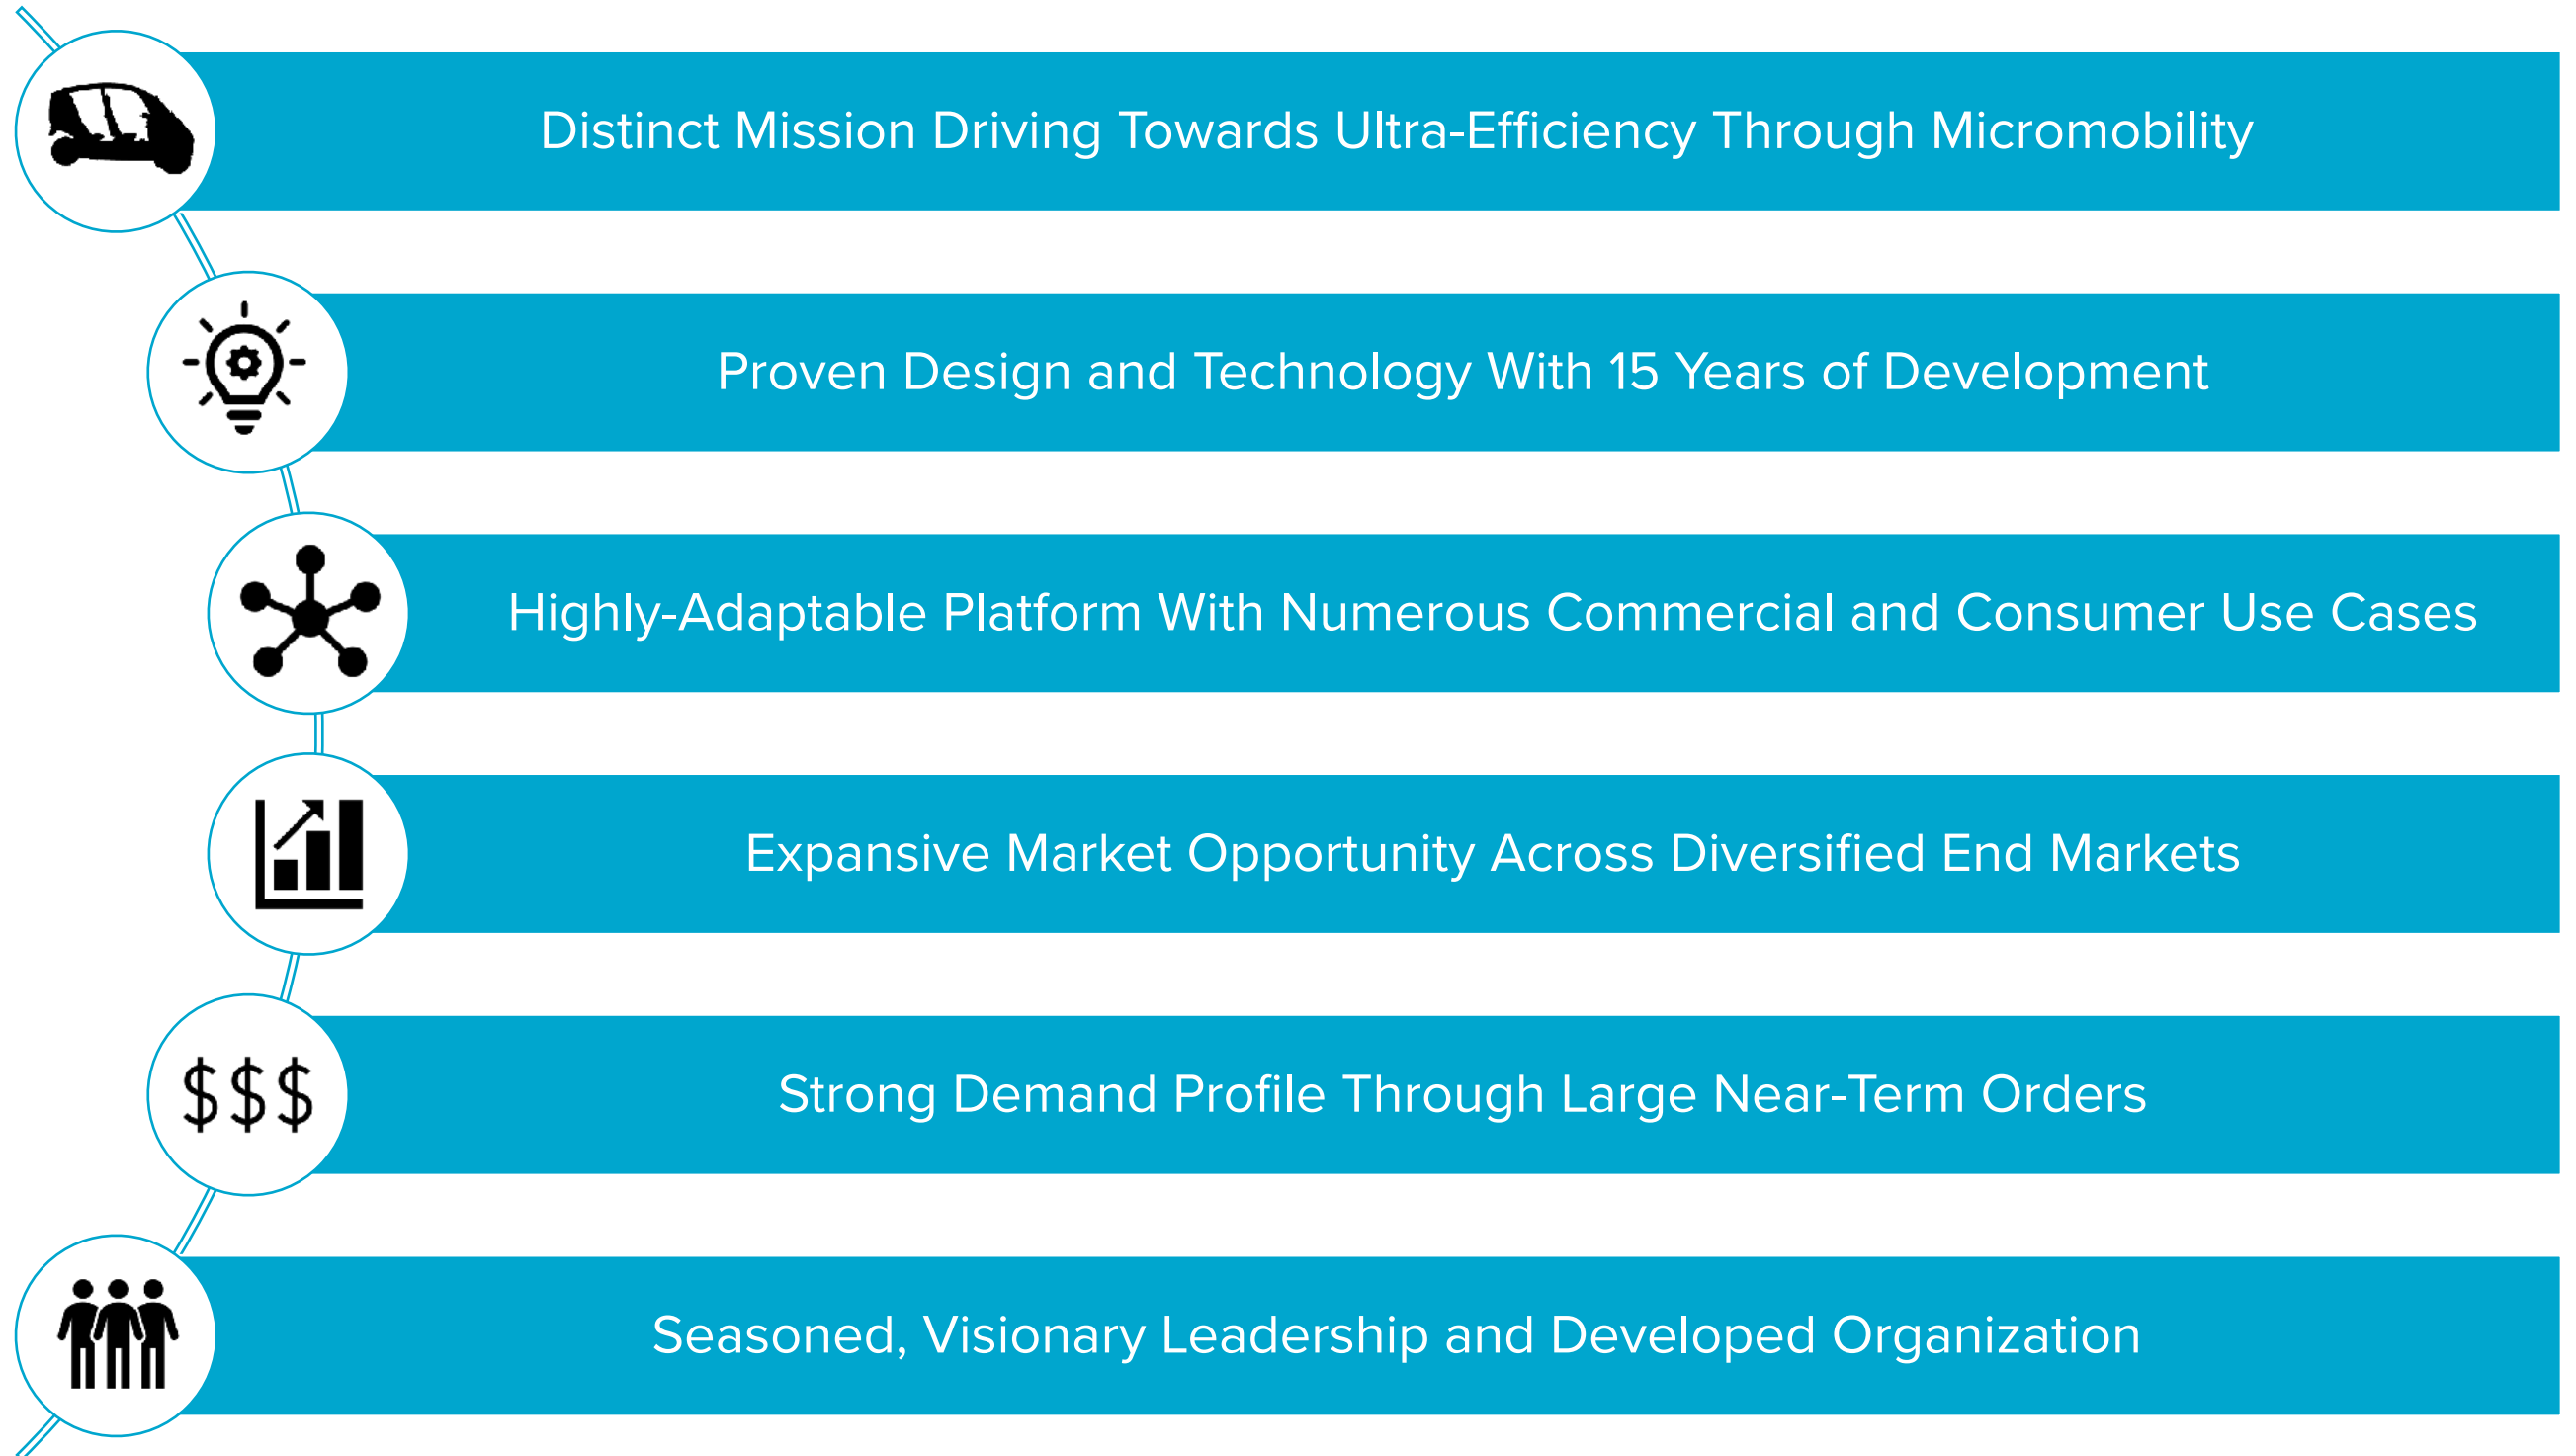 Distinct Mission Driving Towards Ultra-Efficiency Through Micromobility
Proven Design and Technology With 15 Years of Development
Highly-Adaptable Platform With Numerous Commercial and Consumer Use Cases
Expansive Market Opportunity Across Diversified End Markets
$$$
Strong Demand Profile Through Large Near-Term Orders
Seasoned, Visionary Leadership and Developed Organization